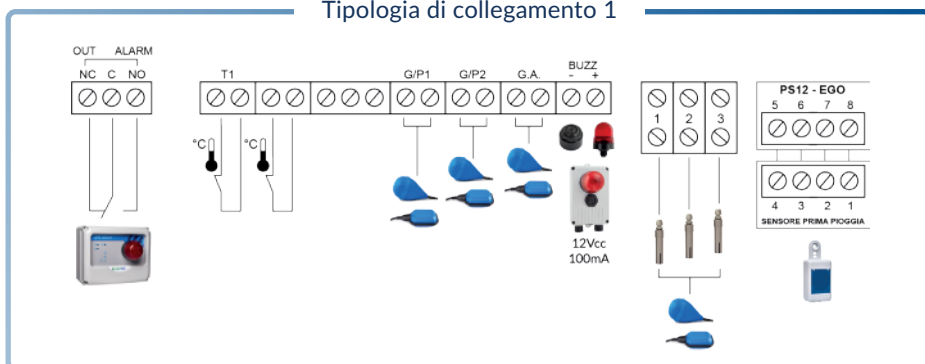 Tipologia di collegamento 1
OUT ALARM
NC C NO
T1
G/P1
G/P2
G.A.
BUZZ
- +
°C
°C
12Vcc
100mA
1
2
3
PS12 - EGO
5 6 7 8
4 3 2 1
SENSORE PRIMA PIOGGIA